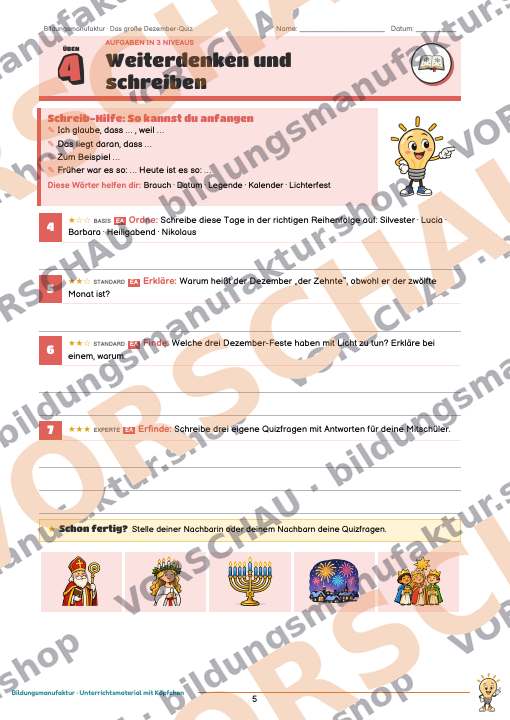 Bildungsmanufaktur · Das große Dezember-Quiz
Name: Datum:
ÜBEN
4
AUFGABEN IN 3 NIVEAUS
Weiterdenken und
schreiben
Schreib-Hilfe: So kannst du anfangen
✎ Ich glaube, dass ... , weil ...
✎ Das liegt daran, dass ...
✎ Zum Beispiel ...
✎ Früher war es so: ... Heute ist es so: ...
Diese Wörter helfen dir: Brauch · Datum · Legende · Kalender · Lichterfest
4 ★☆☆ BASIS EA Ordne: Schreibe diese Tage in der richtigen Reihenfolge auf: Silvester · Lucia ·
Barbara · Heiligabend · Nikolaus
5 ★★☆ STANDARD EA Erkläre: Warum heißt der Dezember „der Zehnte“, obwohl er der zwölfte
Monat ist?
6 ★★☆ STANDARD EA Finde: Welche drei Dezember-Feste haben mit Licht zu tun? Erkläre bei
einem, warum.
7 ★★★ EXPERTE EA Erfinde: Schreibe drei eigene Quizfragen mit Antworten für deine Mitschüler.
★ Schon fertig? Stelle deiner Nachbarin oder deinem Nachbarn deine Quizfragen.
Bildungsmanufaktur · Unterrichtsmaterial mit Köpfchen
5
VORSCHAU · bildungsmanufaktur.shop
VORSCHAU